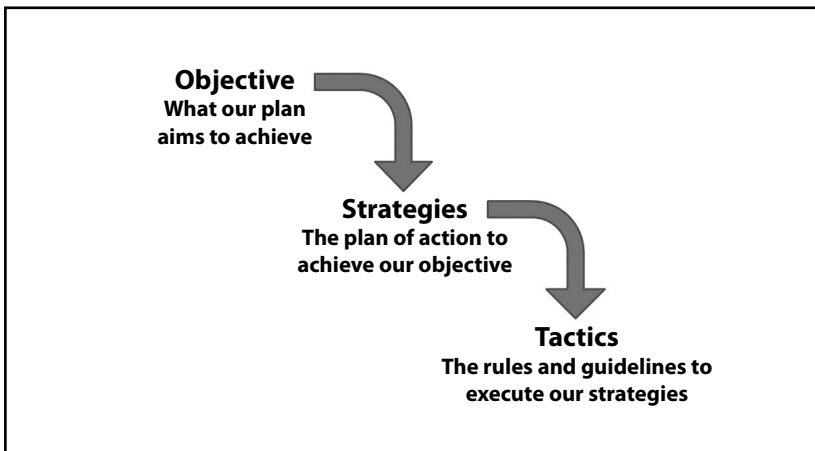 Objective
What our plan
aims to achieve
Strategies
The plan of action to
achieve our objective
Tactics
The rules and guidelines to
execute our strategies